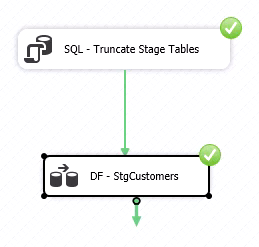 SQL - Truncate Stage Tables
DF - StgCustomers